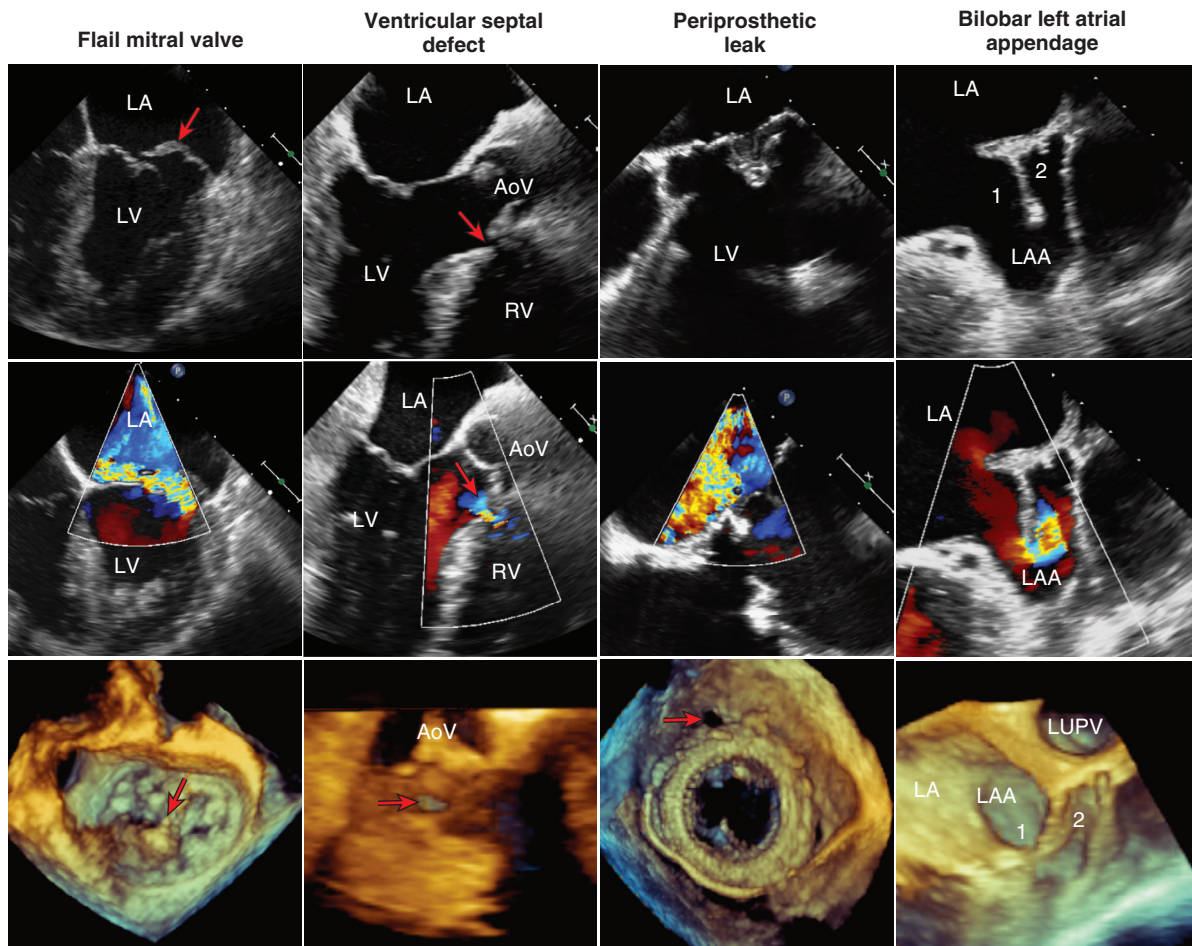 Flail mitral valve
Ventricular septal
defect
Periprosthetic
leak
Bilobar left atrial
appendage
LA
LV
LA
AoV
LV
RV
LA
LV
LA
2
1
LAA
P
LA
LV
LA
AoV
LV
RV
P
LA
LAA
AoV
LUPV
LA
LAA
1
2